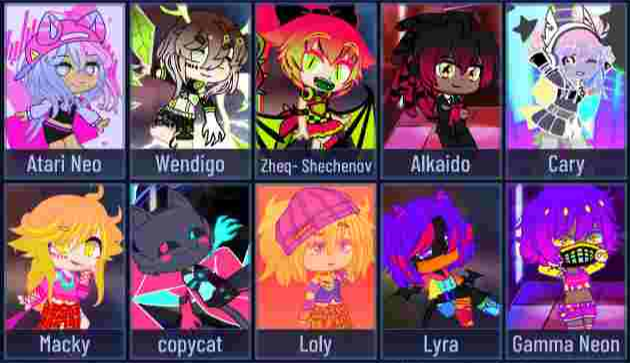 Atari Neo
Wendigo
Zheq- Shechenov
Alkaido
Cary
Macky
copycat
Loly
Lyra
Gamma Neon